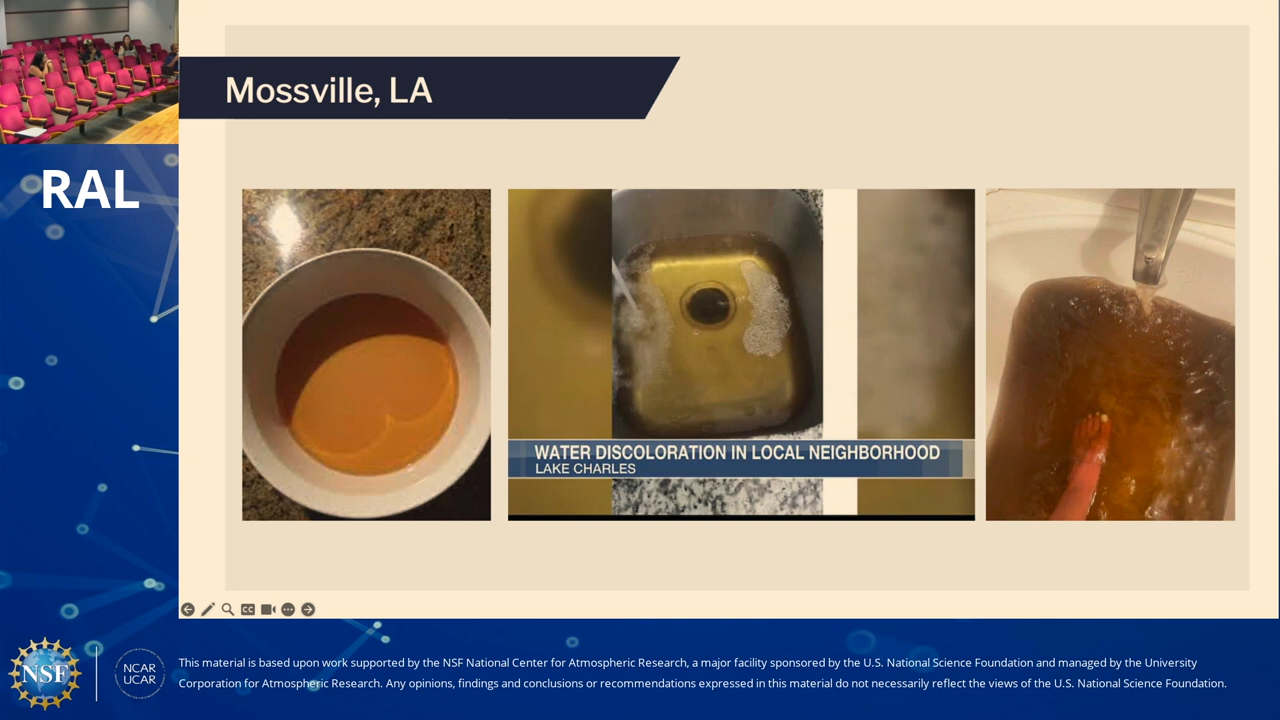 Mossville, LA
RAL
WATER DISCOLORATION IN LOCAL NEIGHBORHOOD
LAKE CHARLES
CC
NSF
NCAR
UCAR
This material is based upon work supported by the NSF National Center for Atmospheric Research, a major facility sponsored by the U.S. National Science Foundation and managed by the University
Corporation for Atmospheric Research. Any opinions, findings and conclusions or recommendations expressed in this material do not necessarily reflect the views of the U.S. National Science Foundation.